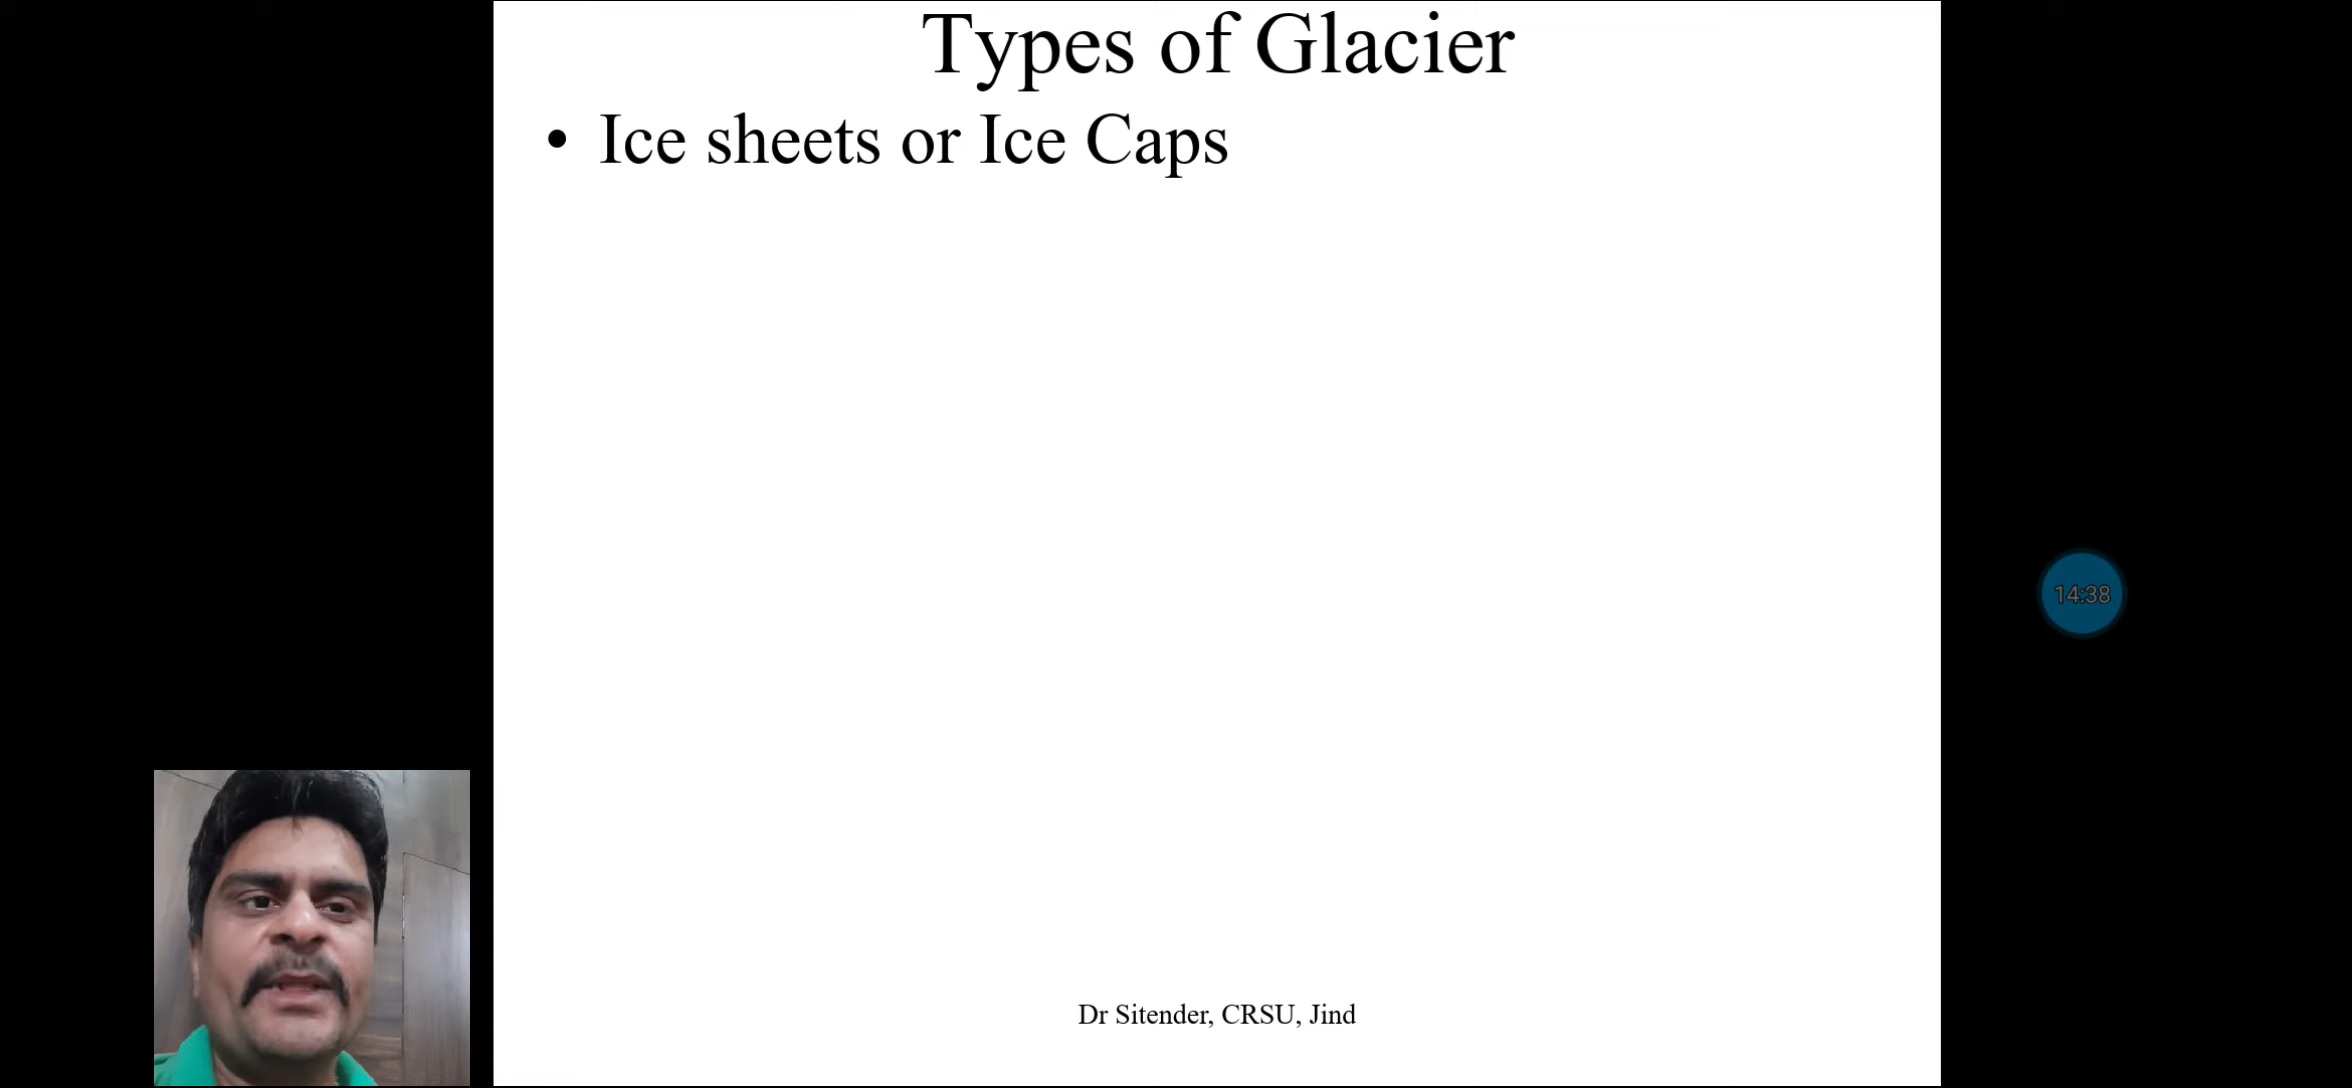 Types of Glacier
• Ice sheets or Ice Caps
14:38
Dr Sitender, CRSU, Jind